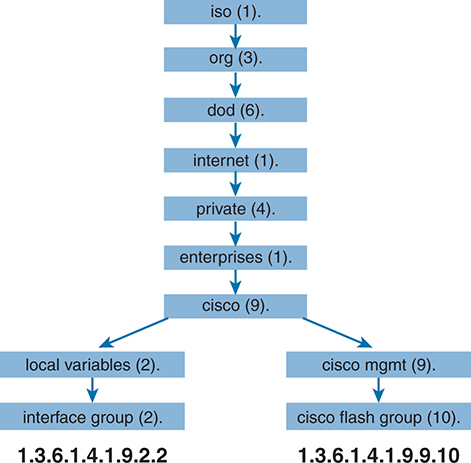 iso (1).
org (3).
dod (6).
internet (1).
private (4).
enterprises (1).
cisco (9).
local variables (2).
cisco mgmt (9).
interface group (2).
cisco flash group (10).
1.3.6.1.4.1.9.2.2
1.3.6.1.4.1.9.9.10